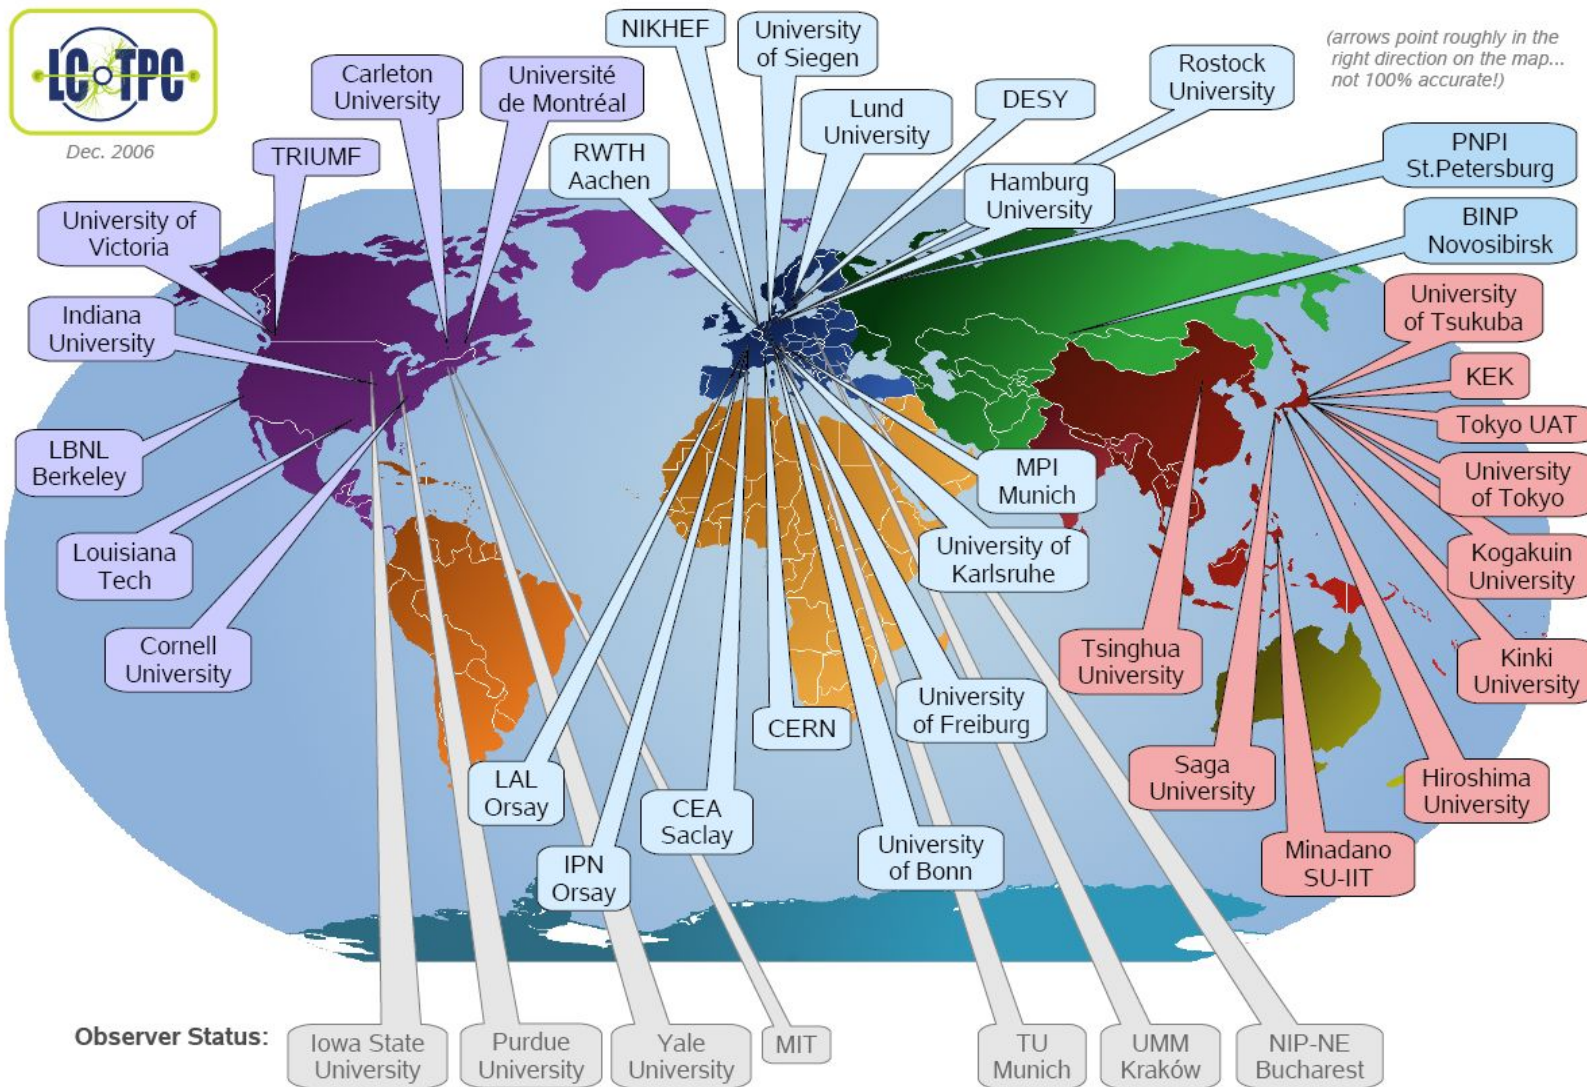 LC TPC
Dec. 2006
(arrows point roughly in the
right direction on the map...
not 100% accurate!)
NIKHEF
University
of Siegen
Carleton
University
Université
de Montréal
Rostock
University
DESY
Lund
University
TRIUMF
RWTH
Aachen
PNPI
St.Petersburg
Hamburg
University
University of
Victoria
BINP
Novosibirsk
Indiana
University
University
of Tsukuba
KEK
LBNL
Berkeley
Tokyo UAT
MPI
Munich
University
of Tokyo
Louisiana
Tech
University of
Karlsruhe
Kogakuin
University
Cornell
University
Tsinghua
University
Kinki
University
University
of Freiburg
CERN
LAL
Orsay
CEA
Saclay
Saga
University
Hiroshima
University
IPN
Orsay
University
of Bonn
Minadano
SU-IIT
Observer Status:
Iowa State
University
Purdue
University
Yale
University
MIT
TU
Munich
UMM
Kraków
NIP-NE
Bucharest